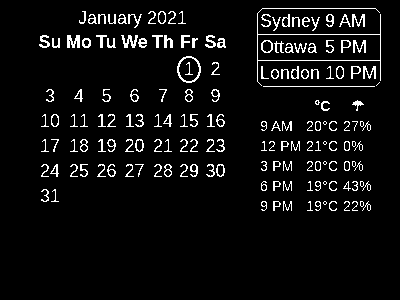 January 2021
Su Mo Tu We Th Fr Sa
1 2
3 4 5 6 7 8 9
10 11 12 13 14 15 16
17 18 19 20 21 22 23
24 25 26 27 28 29 30
31
Sydney 9 AM
Ottawa 5 PM
London 10 PM
°C ☂
9 AM 20°C 27%
12 PM 21°C 0%
3 PM 20°C 0%
6 PM 19°C 43%
9 PM 19°C 22%